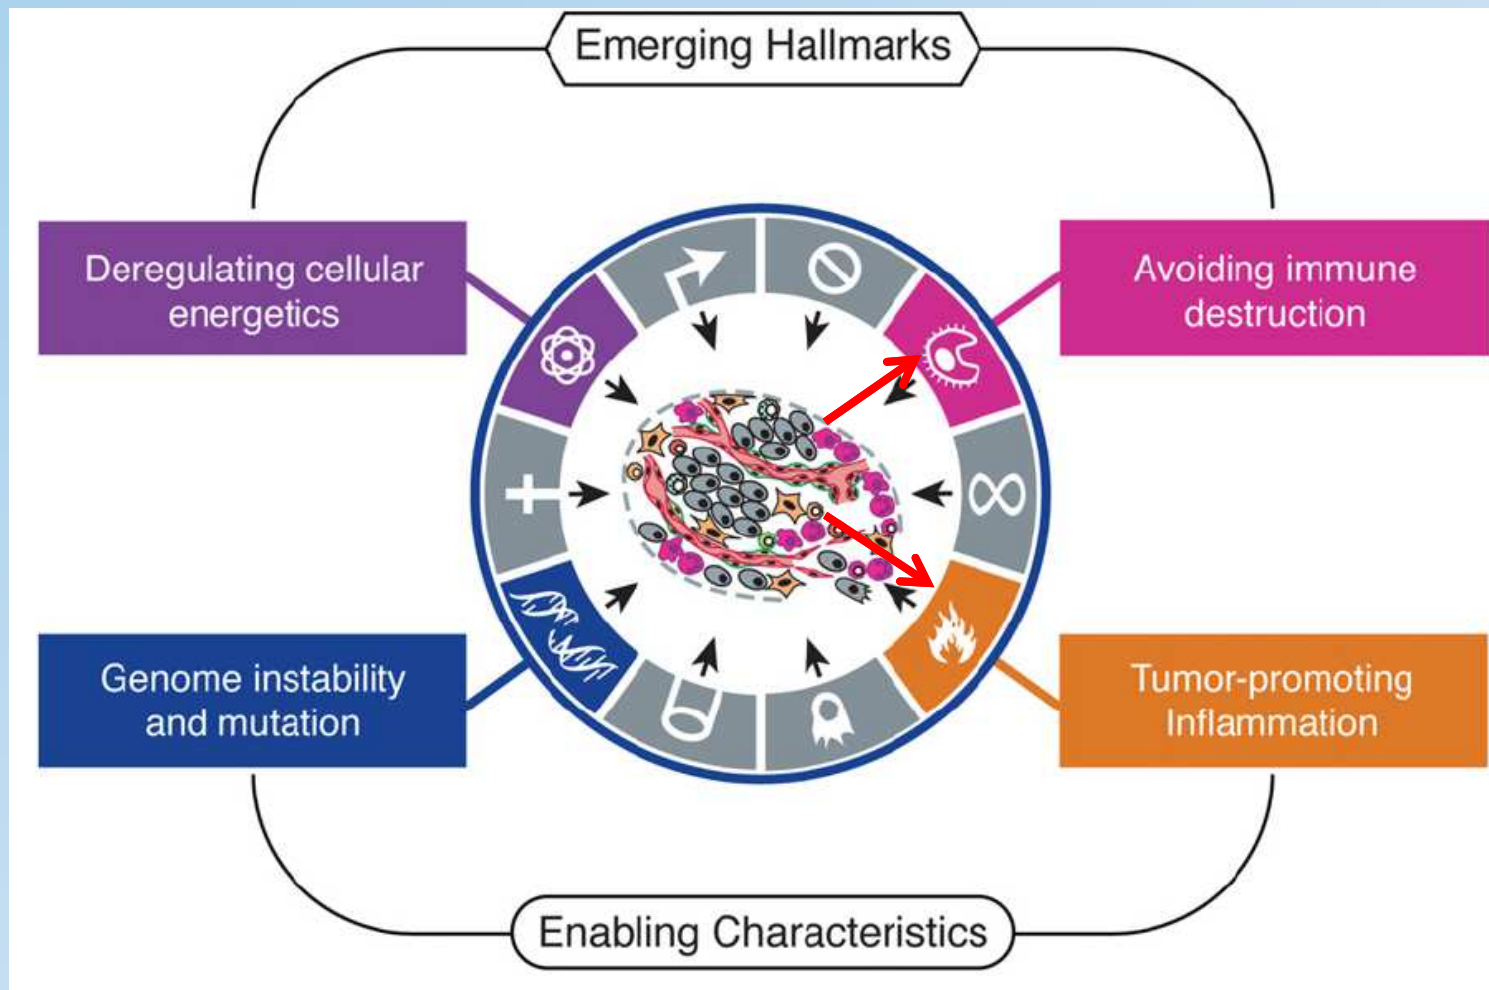 Emerging Hallmarks
Deregulating cellular
energetics
Avoiding immune
destruction
Genome instability
and mutation
Tumor-promoting
Inflammation
Enabling Characteristics